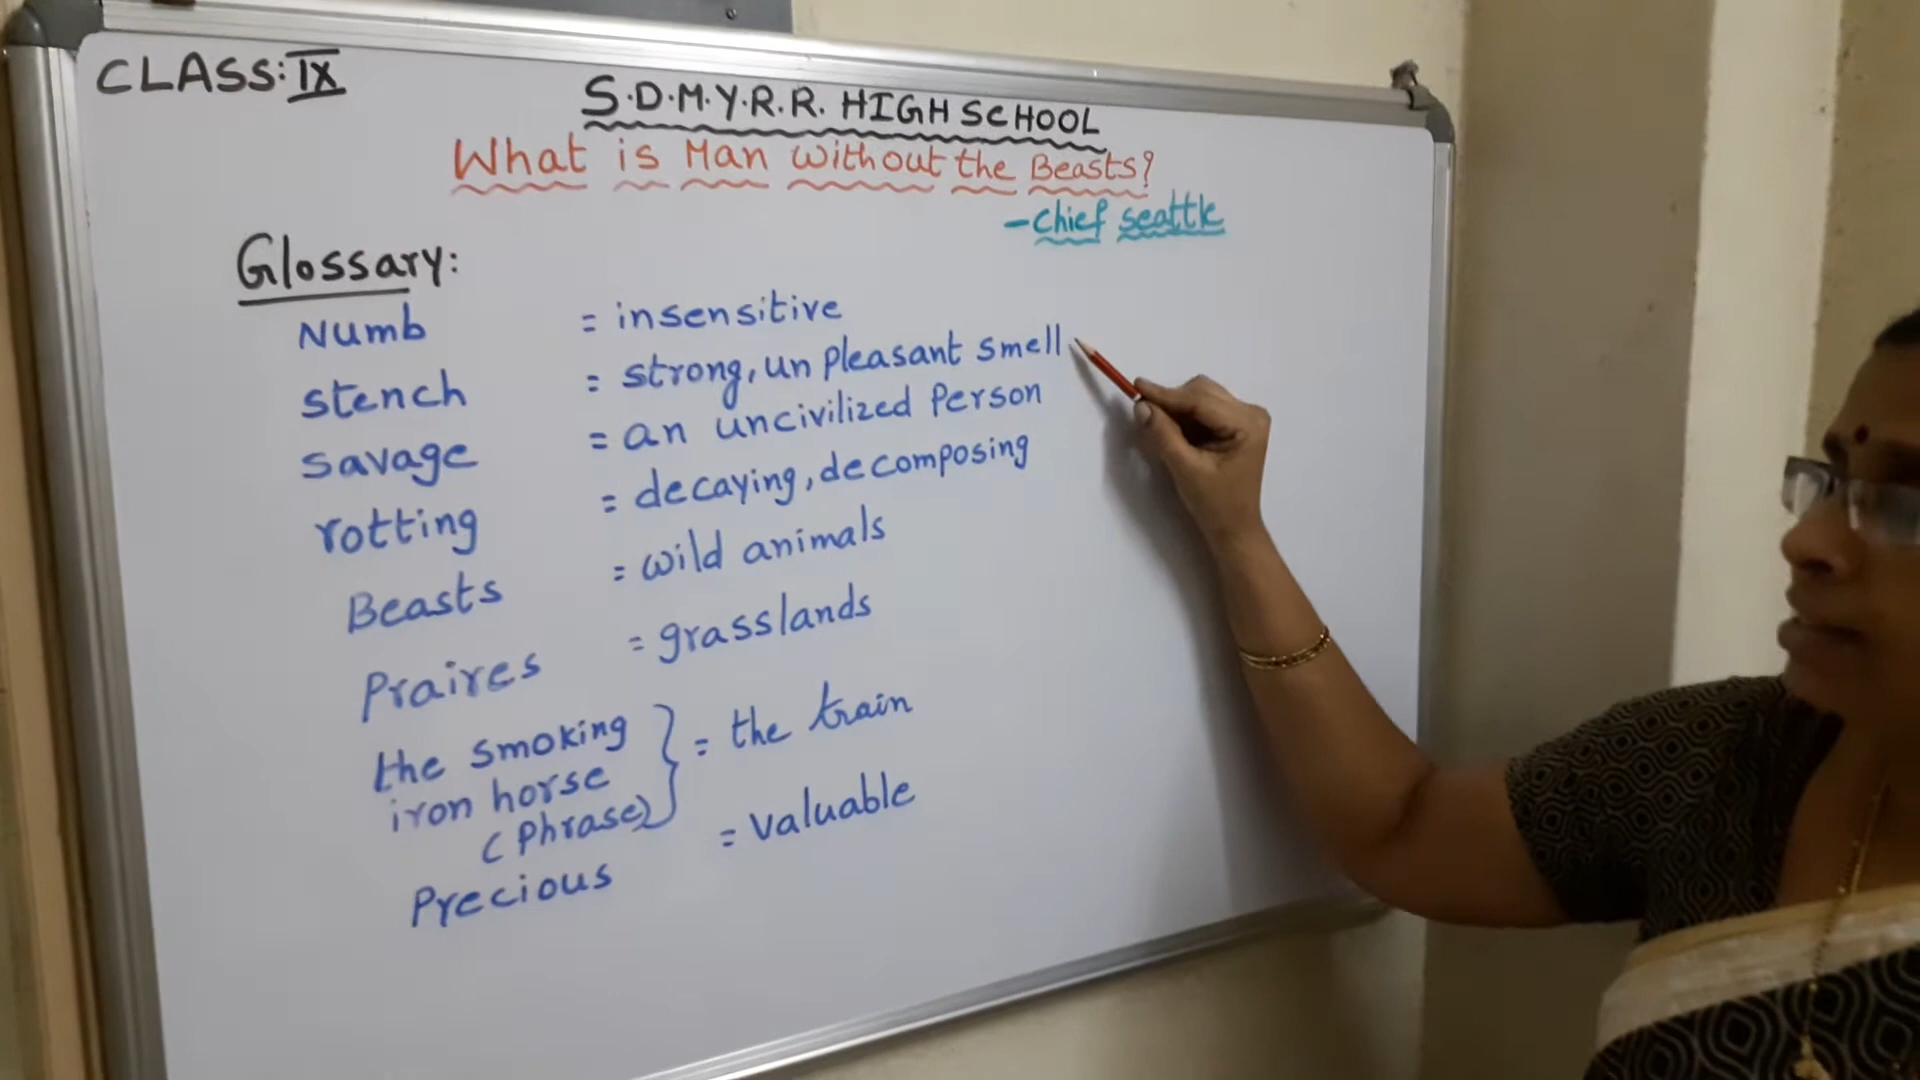 CLASS: IX
S.D.M.Y.R.R. HIGH SCHOOL
What is Man without the Beasts?
- chief seattle
Glossary:
Numb = insensitive
stench = strong, un pleasant smell
savage = an uncivilized Person
rotting = decaying, decomposing
Beasts = wild animals
Praires = grasslands
the smoking
iron horse } = the train
(Phrase)
Precious = valuable